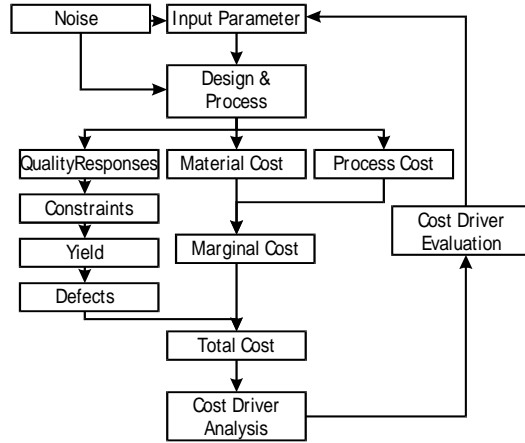 Noise
Input Parameter
Design &
Process
QualityResponses
Material Cost
Process Cost
Constraints
Yield
Defects
Marginal Cost
Cost Driver
Evaluation
Total Cost
Cost Driver
Analysis